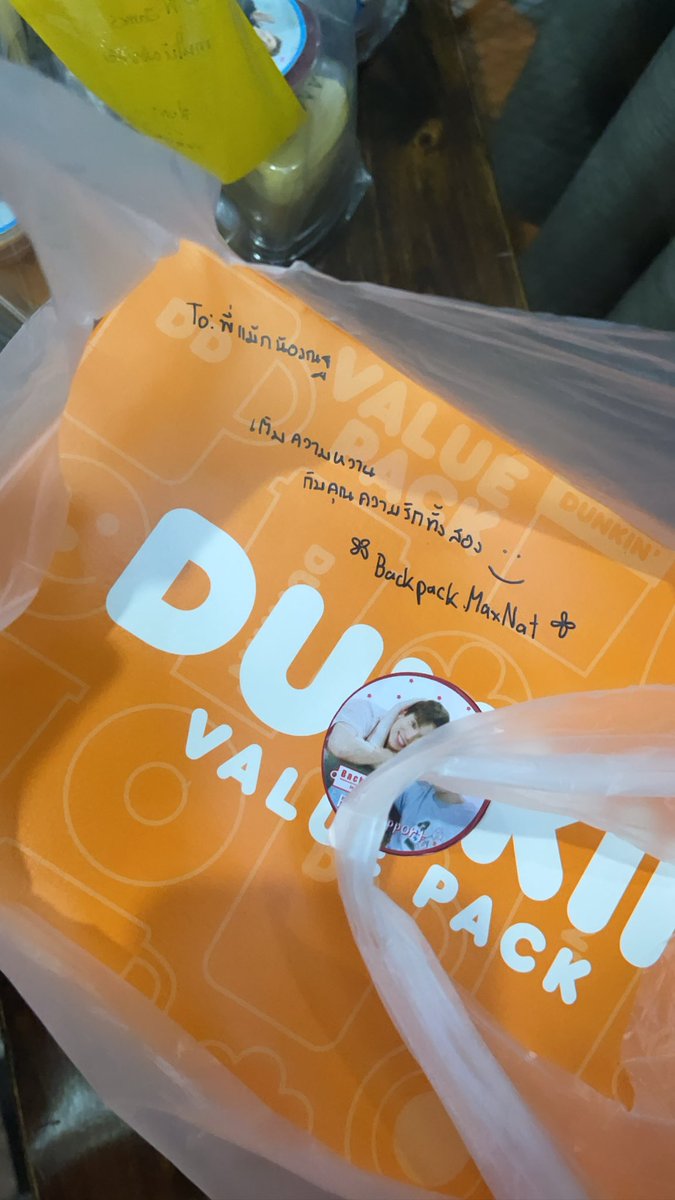 To: พี่แม็ก น้องณฐ
เติมความหวาน
กับคุณความรักทั้งสอง
Backpack.MaxNat
DD
VALUE
PACK
DUNKIN'
VALUE
PACK